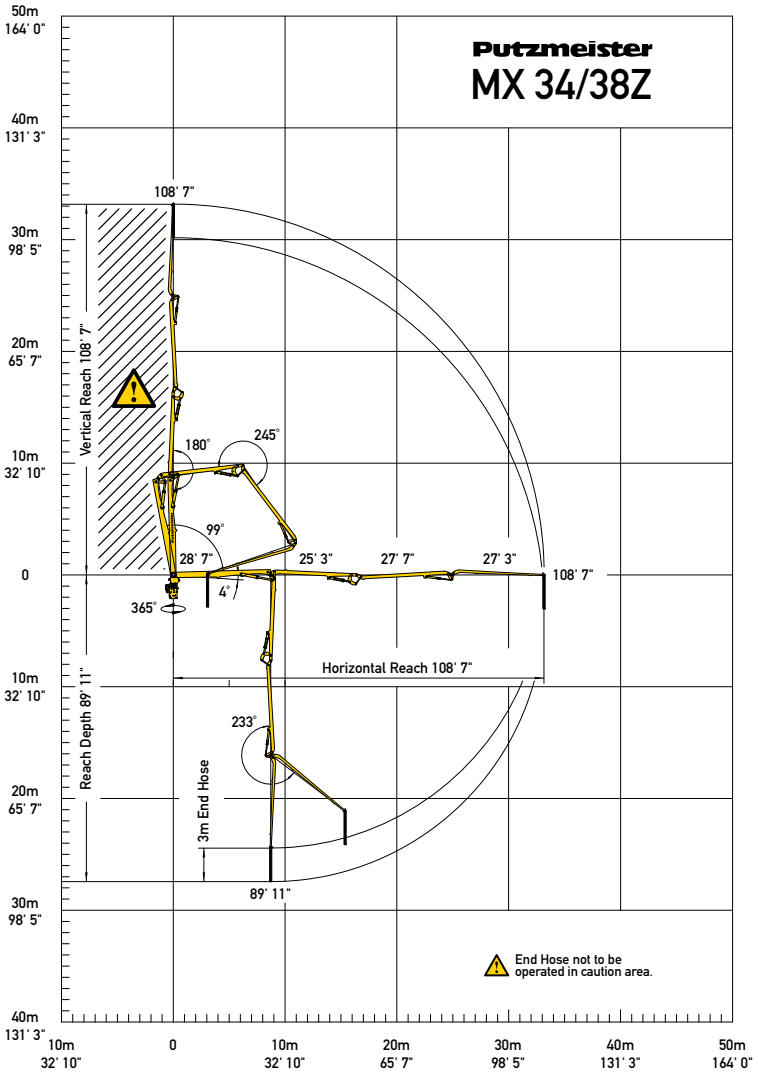 50m
164' 0"
Putzmeister
MX 34/38Z
40m
131' 3"
108' 7"
30m
98' 5"
Vertical Reach 108' 7"
20m
65' 7"
!
10m
32' 10"
180°
245°
99°
28' 7"
25' 3"
27' 7"
27' 3"
0
108' 7"
4°
365°
Horizontal Reach 108' 7"
10m
32' 10"
Reach Depth 89' 11"
233°
3m End Hose
20m
65' 7"
89' 11"
30m
98' 5"
!
End Hose not to be
operated in caution area.
40m
131' 3"
10m 0 10m 20m 30m 40m 50m
32' 10" 32' 10" 65' 7" 98' 5" 131' 3" 164' 0"